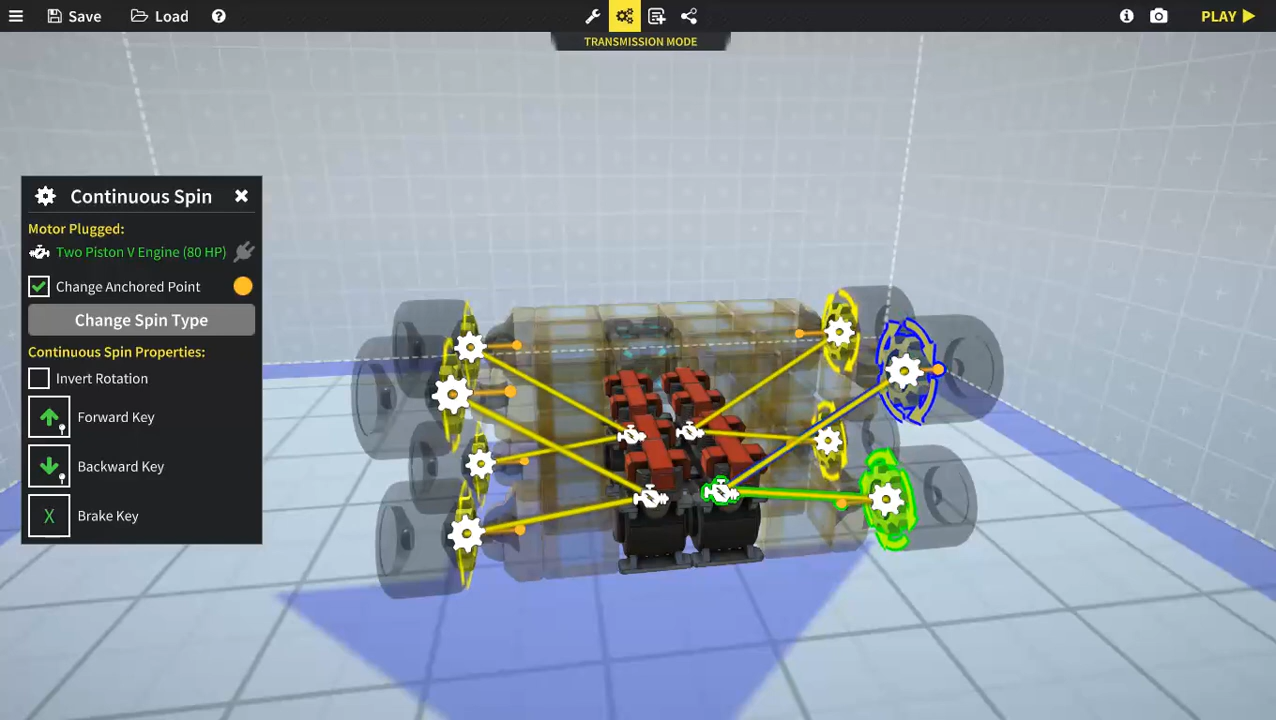 Save
Load
PLAY
TRANSMISSION MODE
Continuous Spin
Motor Plugged:
Two Piston V Engine (80 HP)
Change Anchored Point
Change Spin Type
Continuous Spin Properties:
Invert Rotation
Forward Key
Backward Key
X Brake Key